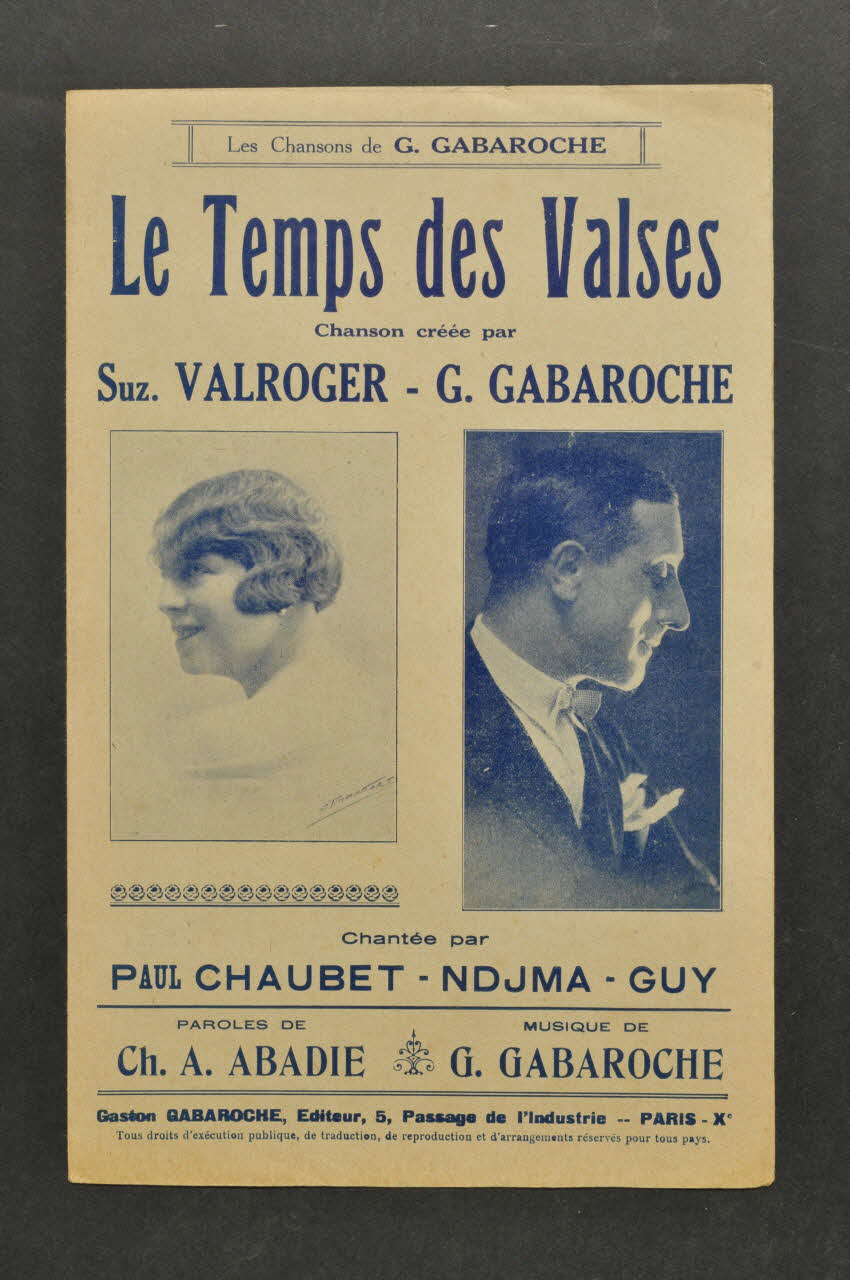 Les Chansons de G. GABAROCHE
Le Temps des Valses
Chanson créée par
Suz. VALROGER - G. GABAROCHE
Chantée par
PAUL CHAUBET - NDJMA - GUY
PAROLES DE
Ch. A. ABADIE
MUSIQUE DE
G. GABAROCHE
Gaston GABAROCHE, Editeur, 5, Passage de l'Industrie -- PARIS - Xe
Tous droits d'exécution publique, de traduction, de reproduction et d'arrangements réservés pour tous pays.